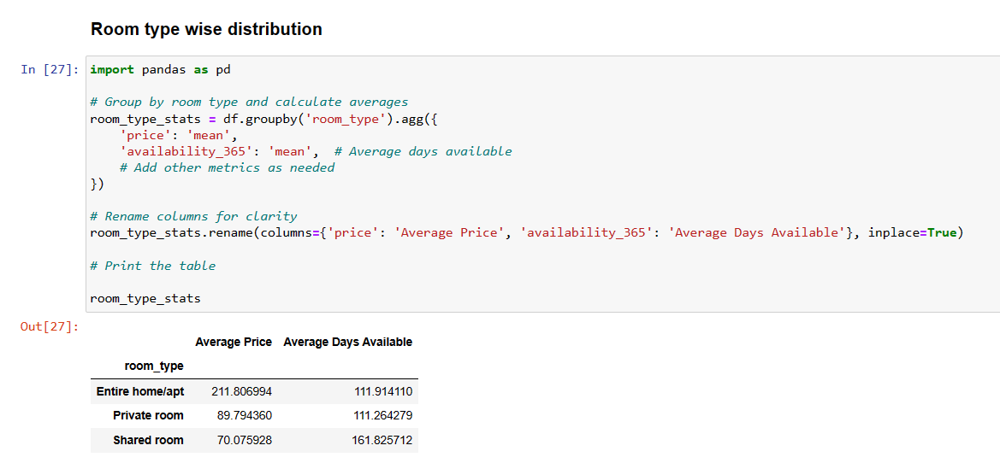 Room type wise distribution
In [27]: import pandas as pd
# Group by room type and calculate averages
room_type_stats = df.groupby('room_type').agg({
    'price': 'mean',
    'availability_365': 'mean',  # Average days available
    # Add other metrics as needed
})
# Rename columns for clarity
room_type_stats.rename(columns={'price': 'Average Price', 'availability_365': 'Average Days Available'}, inplace=True)
# Print the table
room_type_stats
Out[27]:
Average Price Average Days Available
room_type
Entire home/apt 211.806994 111.914110
Private room 89.794360 111.264279
Shared room 70.075928 161.825712